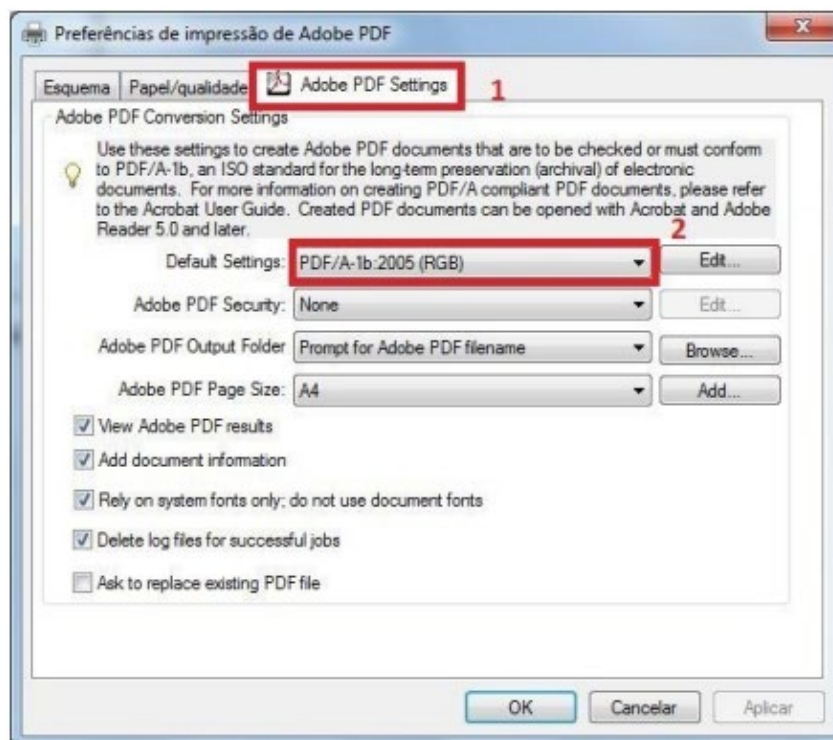 Preferências de impressão de Adobe PDF
x
Esquema Papel/qualidade Adobe PDF Settings 1
Adobe PDF Conversion Settings
Use these settings to create Adobe PDF documents that are to be checked or must conform
to PDF/A-1b, an ISO standard for the long-term preservation (archival) of electronic
documents. For more information on creating PDF/A compliant PDF documents, please refer
to the Acrobat User Guide. Created PDF documents can be opened with Acrobat and Adobe
Reader 5.0 and later.
2
Default Settings: PDF/A-1b:2005 (RGB) Edit...
Adobe PDF Security: None Edit...
Adobe PDF Output Folder Prompt for Adobe PDF filename Browse...
Adobe PDF Page Size: A4 Add...
View Adobe PDF results
Add document information
Rely on system fonts only; do not use document fonts
Delete log files for successful jobs
Ask to replace existing PDF file
OK Cancelar Aplicar